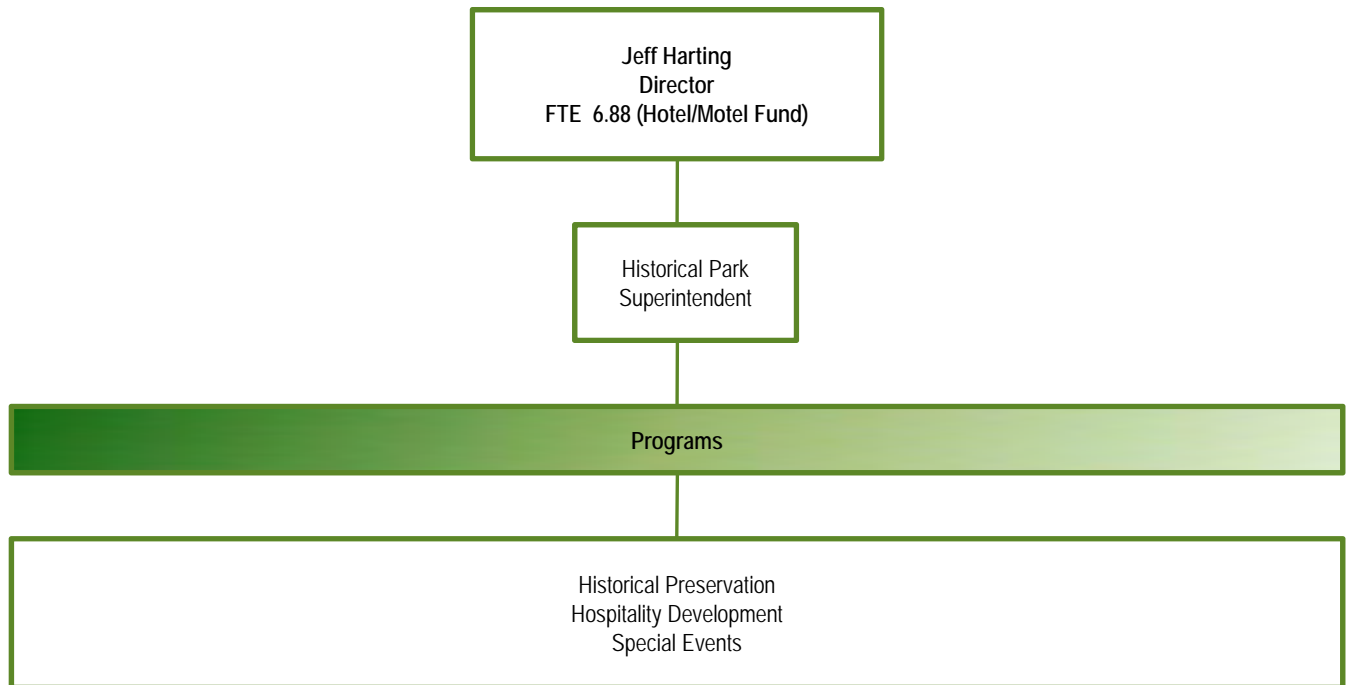 Jeff Harting
Director
FTE  6.88 (Hotel/Motel Fund)
Historical Park
Superintendent
Programs
Historical Preservation
Hospitality Development
Special Events